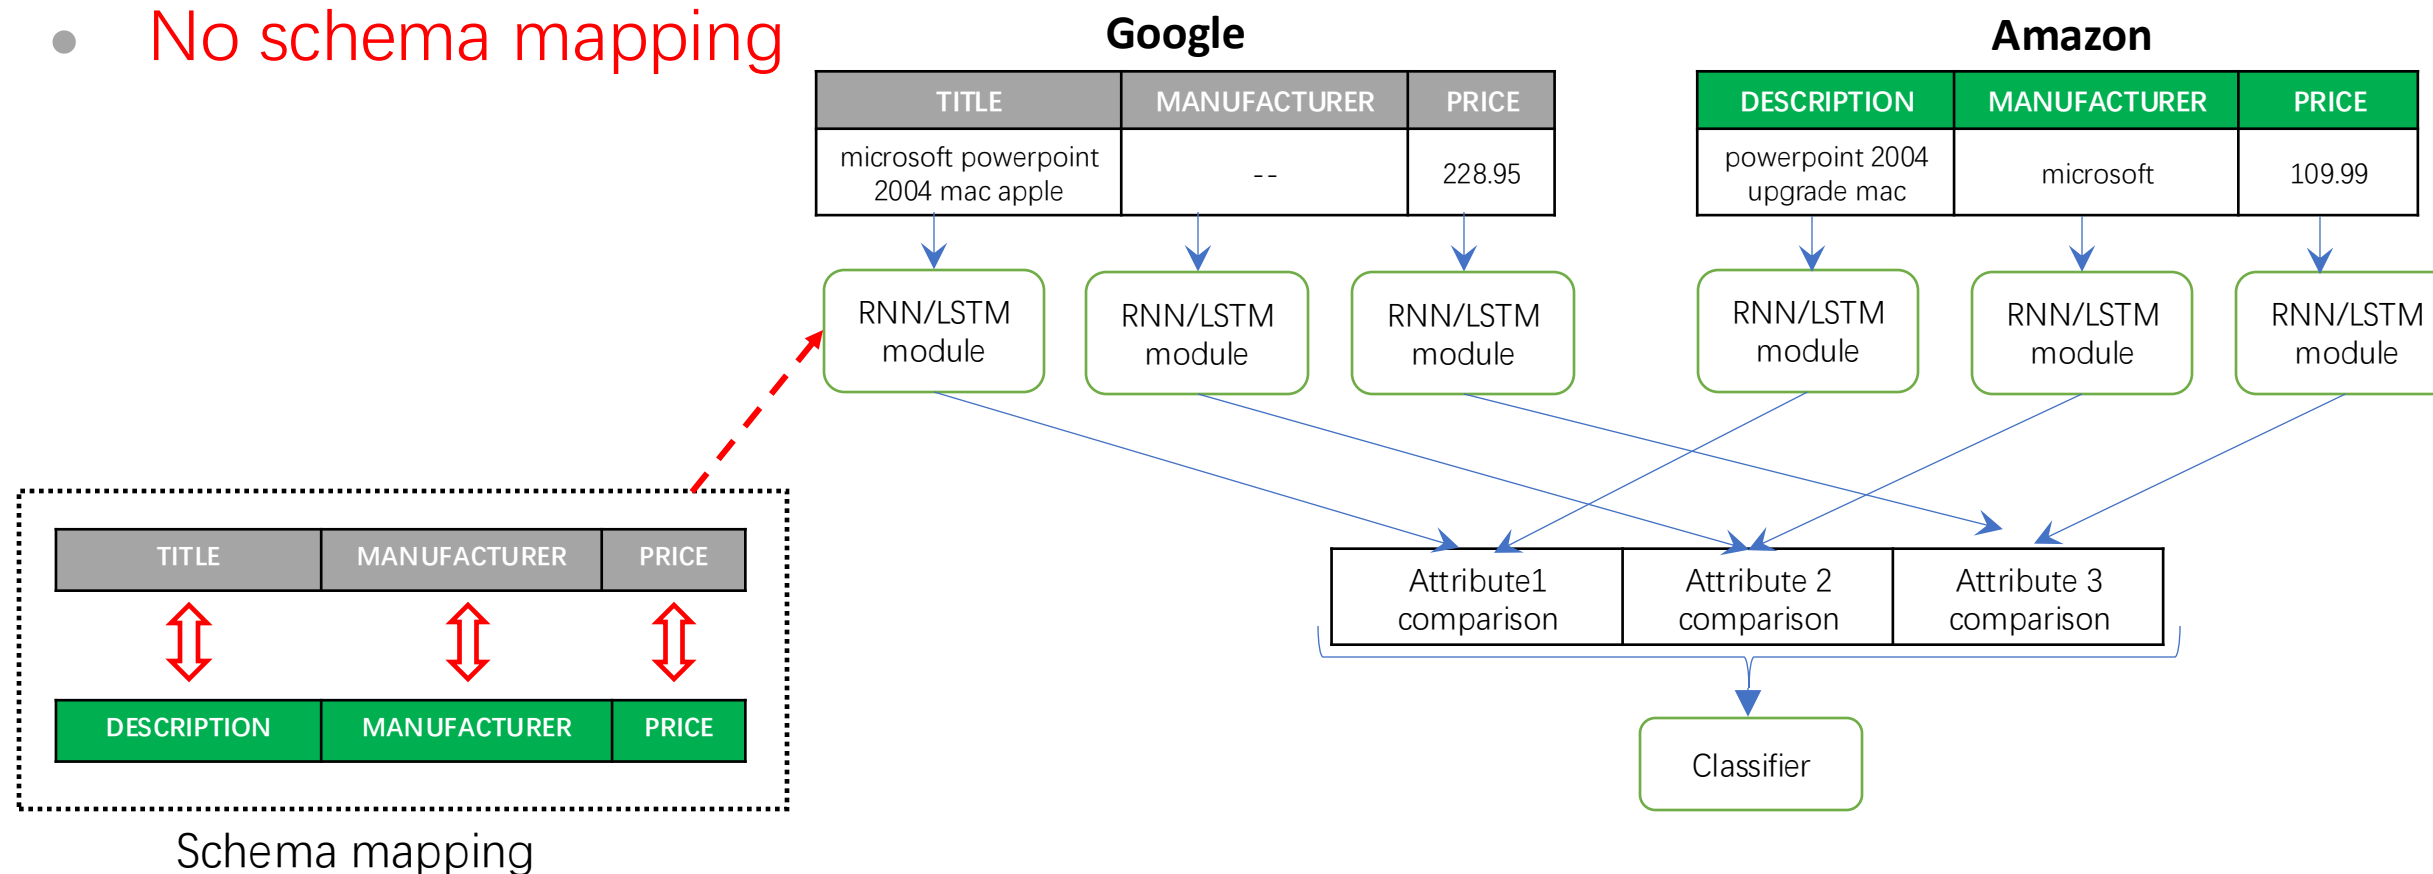 • No schema mapping
Google
Amazon
TITLE MANUFACTURER PRICE
microsoft powerpoint
2004 mac apple
--
228.95
DESCRIPTION MANUFACTURER PRICE
powerpoint 2004
upgrade mac
microsoft
109.99
RNN/LSTM
module
RNN/LSTM
module
RNN/LSTM
module
RNN/LSTM
module
RNN/LSTM
module
RNN/LSTM
module
TITLE MANUFACTURER PRICE
DESCRIPTION MANUFACTURER PRICE
Schema mapping
Attribute1
comparison
Attribute 2
comparison
Attribute 3
comparison
Classifier